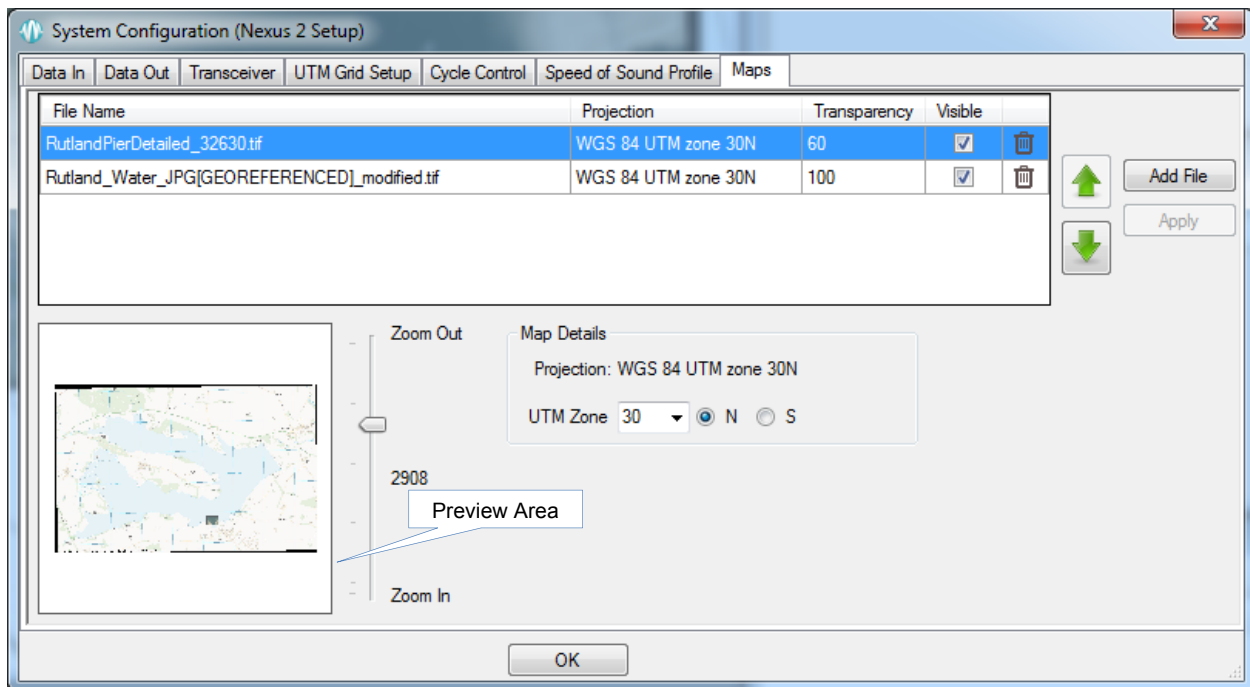 System Configuration (Nexus 2 Setup)
Data In Data Out Transceiver UTM Grid Setup Cycle Control Speed of Sound Profile Maps
File Name Projection Transparency Visible
RutlandPierDetailed_32630.tif WGS 84 UTM zone 30N 60
Rutland_Water_JPG[GEOREFERENCED]_modified.tif WGS 84 UTM zone 30N 100
Add File
Apply
Zoom Out
Map Details
Projection: WGS 84 UTM zone 30N
UTM Zone 30 N S
2908
Preview Area
Zoom In
OK